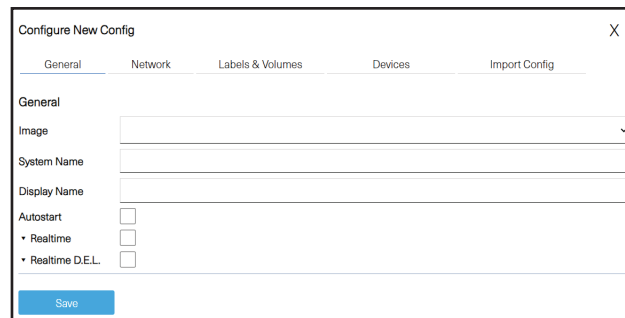 Configure New Config X
General Network Labels & Volumes Devices Import Config
General
Image
System Name
Display Name
Autostart
Realtime
Realtime D.E.L.
Save